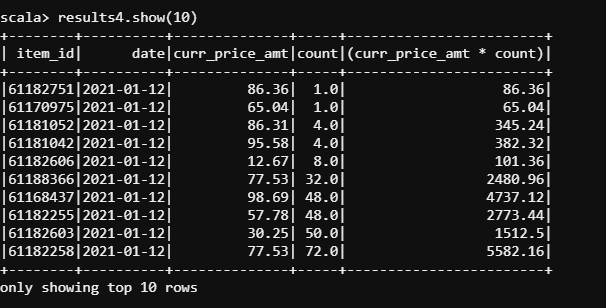 scala> results4.show(10)
+--------+----------+--------------+-----+------------------------+
| item_id|      date|curr_price_amt|count|(curr_price_amt * count)|
+--------+----------+--------------+-----+------------------------+
|61182751|2021-01-12|         86.36|  1.0|                   86.36|
|61170975|2021-01-12|         65.04|  1.0|                   65.04|
|61181052|2021-01-12|         86.31|  4.0|                  345.24|
|61181042|2021-01-12|         95.58|  4.0|                  382.32|
|61182606|2021-01-12|         12.67|  8.0|                  101.36|
|61188366|2021-01-12|         77.53| 32.0|                 2480.96|
|61168437|2021-01-12|         98.69| 48.0|                 4737.12|
|61182255|2021-01-12|         57.78| 48.0|                 2773.44|
|61182603|2021-01-12|         30.25| 50.0|                  1512.5|
|61182258|2021-01-12|         77.53| 72.0|                 5582.16|
+--------+----------+--------------+-----+------------------------+
only showing top 10 rows